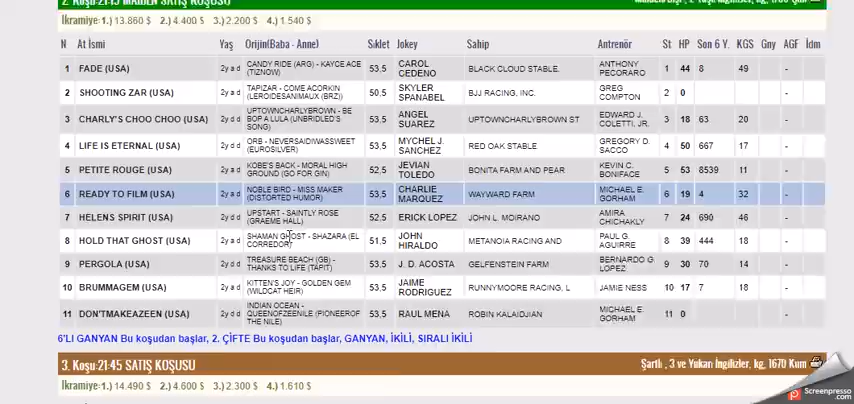 2. Koşu:21:15 MAIDEN SATIŞ KOŞUSU
İkramiye:1.) 13.860 $ 2.) 4.400 $ 3.) 2.200 $ 4.) 1.540 $
N At İsmi Yaş Orijin(Baba - Anne) Sıklet Jokey Sahip Antrenör St HP Son 6 Y. KGS Gny AGF İdm
1 FADE (USA) 2y a d CANDY RIDE (ARG) - KAYCE ACE (TIZNOW) 53,5 CAROL CEDENO BLACK CLOUD STABLE, ANTHONY PECORARO 1 44 8 49 -
2 SHOOTING ZAR (USA) 2y a d TAPIZAR - COME ACORKIN (LEROIDESANIMAUX (BRZ)) 50,5 SKYLER SPANABEL BJJ RACING, INC. GREG COMPTON 2 0 -
3 CHARLY'S CHOO CHOO (USA) 2y d d UPTOWNCHARLYBROWN - BE BOP A LULA (UNBRIDLED'S SONG) 53,5 ANGEL SUAREZ UPTOWNCHARYBROWN ST EDWARD J. COLETTI, JR. 3 18 63 20 -
4 LIFE IS ETERNAL (USA) 2y d d ORB - NEVERSAIDIWASSWEET (EUROSILVER) 53,5 MYCHEL J. SANCHEZ RED OAK STABLE GREGORY D. SACCO 4 50 667 17 -
5 PETITE ROUGE (USA) 2y a d KOBE'S BACK - MORAL HIGH GROUND (GO FOR GIN) 52,5 JEVIAN TOLEDO BONITA FARM AND PEAR KEVIN C. BONIFACE 5 53 8539 11 -
6 READY TO FILM (USA) 2y a d NOBLE BIRD - MISS MAKER (DISTORTED HUMOR) 53,5 CHARLIE MARQUEZ WAYWARD FARM MICHAEL E. GORHAM 6 19 4 32 -
7 HELENS SPIRIT (USA) 2y d d UPSTART - SAINTLY ROSE (GRAEME HALL) 52,5 ERICK LOPEZ JOHN L. MOIRANO AMIRA CHICHAKLY 7 24 690 46 -
8 HOLD THAT GHOST (USA) 2y a d SHAMAN GHOST - SHAZARA (EL CORREDOR) 51,5 JOHN HIRALDO METANOIA RACING AND PAUL G. AGUIRRE 8 39 444 18 -
9 PERGOLA (USA) 2y d d TREASURE BEACH (GB) - THANKS TO LIFE (TAPIT) 53,5 J. D. ACOSTA GELFENSTEIN FARM BERNARDO G. LOPEZ 9 30 70 14 -
10 BRUMMAGEM (USA) 2y a d KITTEN'S JOY - GOLDEN GEM (WILDCAT HEIR) 53,5 JAIME RODRIGUEZ RUNNYMOORE RACING, L JAMIE NESS 10 17 7 18 -
11 DON'TMAKEAZEEN (USA) 2y a d INDIAN OCEAN - QUEENOFZEENILE (PIONEEROF THE NILE) 53,5 RAUL MENA ROBIN KALAIDJIAN MICHAEL E. GORHAM 11 0 -
6'LI GANYAN Bu koşudan başlar, 2. ÇİFTE Bu koşudan başlar, GANYAN, İKİLİ, SIRALI İKİLİ
3. Koşu:21:45 SATIŞ KOŞUSU Şartlı , 3 ve Yukarı İngilizler, kg, 1670 Kum
İkramiye:1.) 14.490 $ 2.) 4.600 $ 3.) 2.300 $ 4.) 1.610 $
Screenpresso.com